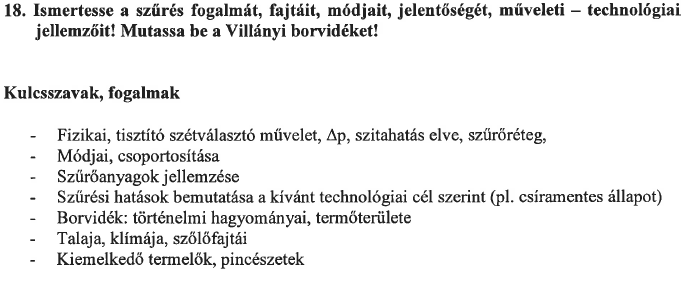 18. Ismertesse a szűrés fogalmát, fajtáit, módjait, jelentőségét, műveleti – technológiai
jellemzőit! Mutassa be a Villányi borvidéket!
Kulcsszavak, fogalmak
- Fizikai, tisztító szétválasztó művelet, Δp, szitahatás elve, szűrőréteg,
- Módjai, csoportosítása
- Szűrőanyagok jellemzése
- Szűrési hatások bemutatása a kívánt technológiai cél szerint (pl. csíramentes állapot)
- Borvidék: történelmi hagyományai, termőterülete
- Talaja, klímája, szőlőfajtái
- Kiemelkedő termelők, pincészetek